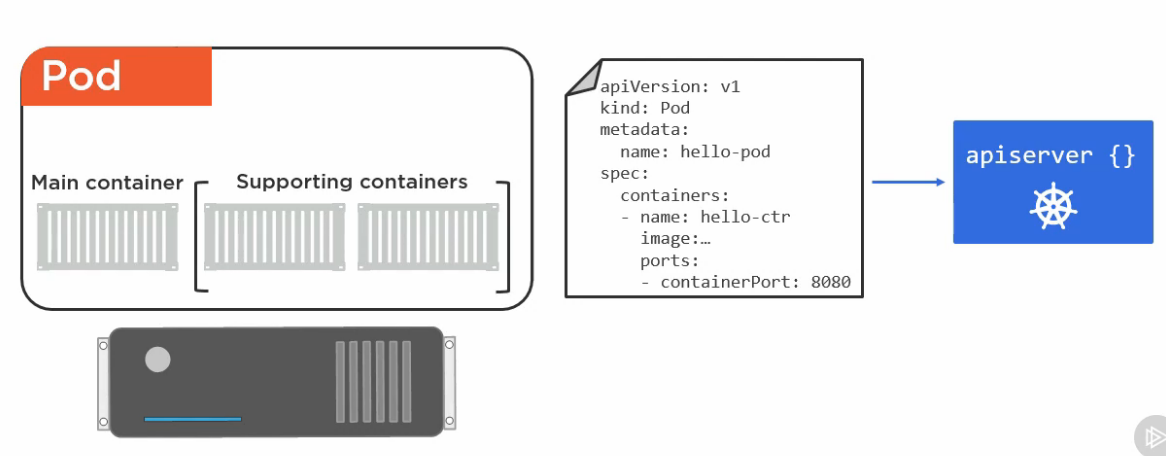 Pod
Main container
Supporting containers
apiVersion: v1
kind: Pod
metadata:
  name: hello-pod
spec:
  containers:
  - name: hello-ctr
    image:…
    ports:
    - containerPort: 8080
apiserver {}